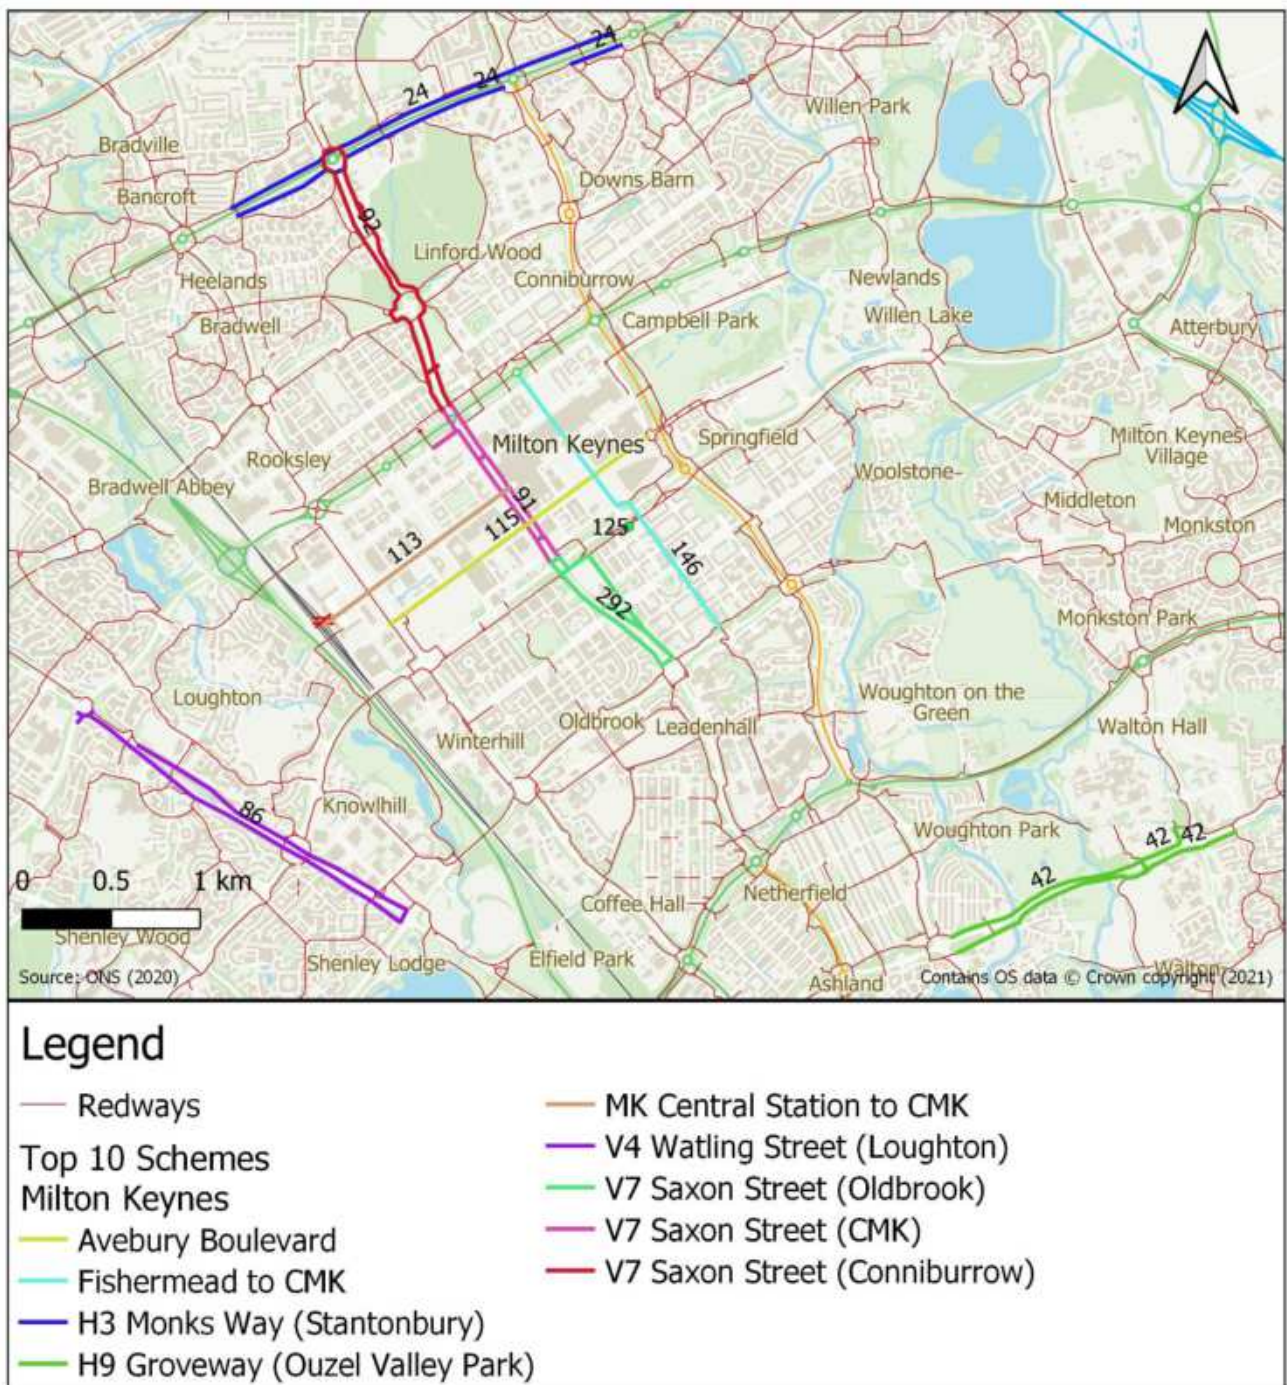 24
24
24
Willen Park
Bradville
Downs Barn
Bancroft
92
Linford Wood
Heelands
Conniburrow
Newlands
Bradwell
Campbell Park
Willen Lake
Atterbury
Milton Keynes
Springfield
Milton Keynes
Village
Rooksley
Woolstone
Bradwell Abbey
91
Middleton
115
125
Monkston
113
146
292
Monkston Park
Loughton
Woughton on the
Green
Oldbrook
Leadenhall
Walton Hall
Winterhill
86
Knowlhill
Woughton Park
42
42
0 0.5 1 km
42
Netherfield
Coffee Hall
Shenley Wood
Elfield Park
Shenley Lodge
Walton
Source: ONS (2020)
Ashland
Contains OS data © Crown copyright (2021)
Legend
Redways
Top 10 Schemes
Milton Keynes
Avebury Boulevard
Fishermead to CMK
H3 Monks Way (Stantonbury)
H9 Groveway (Ouzel Valley Park)
MK Central Station to CMK
V4 Watling Street (Loughton)
V7 Saxon Street (Oldbrook)
V7 Saxon Street (CMK)
V7 Saxon Street (Conniburrow)